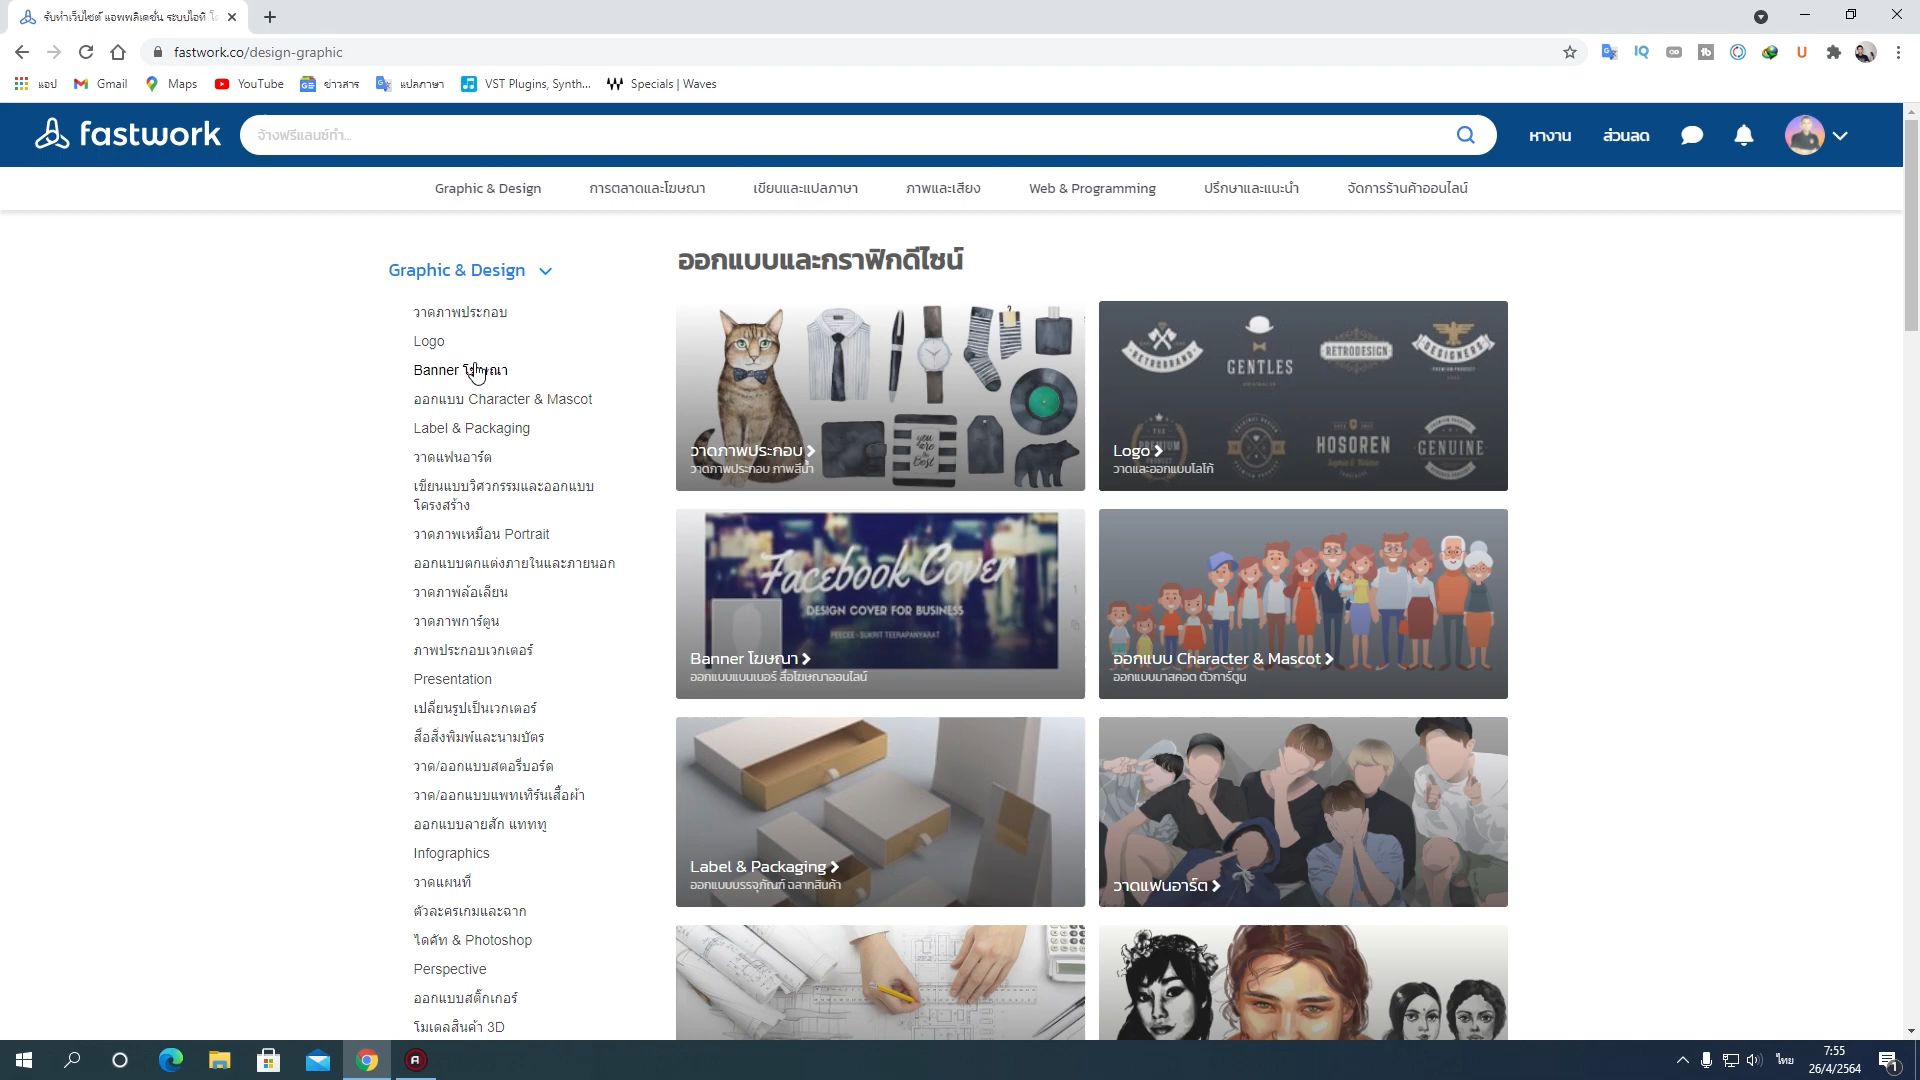 รับทำเว็บไซต์ แอพพลิเคชั่น ระบบไอที
fastwork.co/design-graphic
แอป
Gmail
Maps
YouTube
ข่าวสาร
แปลภาษา
VST Plugins, Synth...
Specials | Waves
fastwork
จ้างฟรีแลนซ์ทำ...
หางาน
ส่วนลด
Graphic & Design
การตลาดและโฆษณา
เขียนและแปลภาษา
ภาพและเสียง
Web & Programming
ปรึกษาและแนะนำ
จัดการร้านค้าออนไลน์
Graphic & Design
วาดภาพประกอบ
Logo
Banner โฆษณา
ออกแบบ Character & Mascot
Label & Packaging
วาดแฟนอาร์ต
เขียนแบบวิศวกรรมและออกแบบ
โครงสร้าง
วาดภาพเหมือน Portrait
ออกแบบตกแต่งภายในและภายนอก
วาดภาพล้อเลียน
วาดภาพการ์ตูน
ภาพประกอบเวกเตอร์
Presentation
เปลี่ยนรูปเป็นเวกเตอร์
สื่อสิ่งพิมพ์และนามบัตร
วาด/ออกแบบสตอรี่บอร์ด
วาด/ออกแบบแพทเทิร์นเสื้อผ้า
ออกแบบลายสัก แทททู
Infographics
วาดแผนที่
ตัวละครเกมและฉาก
ไดคัท & Photoshop
Perspective
ออกแบบสติ๊กเกอร์
โมเดลสินค้า 3D
ออกแบบและกราฟิกดีไซน์
you are the Best
วาดภาพประกอบ
วาดภาพประกอบ ภาพสีน้ำ
RETROBRAND
GENTLES
RETRODESIGN
DESIGNERS
THE PREMIUM
HOSOREN
GENUINE
Logo
วาดและออกแบบโลโก้
Facebook Cover
DESIGN COVER FOR BUSINESS
PEECEE - SUKRIT TEERAPANYARAT
Banner โฆษณา
ออกแบบแบนเนอร์ สื่อโฆษณาออนไลน์
ออกแบบ Character & Mascot
ออกแบบมาสคอต ตัวการ์ตูน
Label & Packaging
ออกแบบบรรจุภัณฑ์ ฉลากสินค้า
วาดแฟนอาร์ต
ไทย
7:55
26/4/2564
1